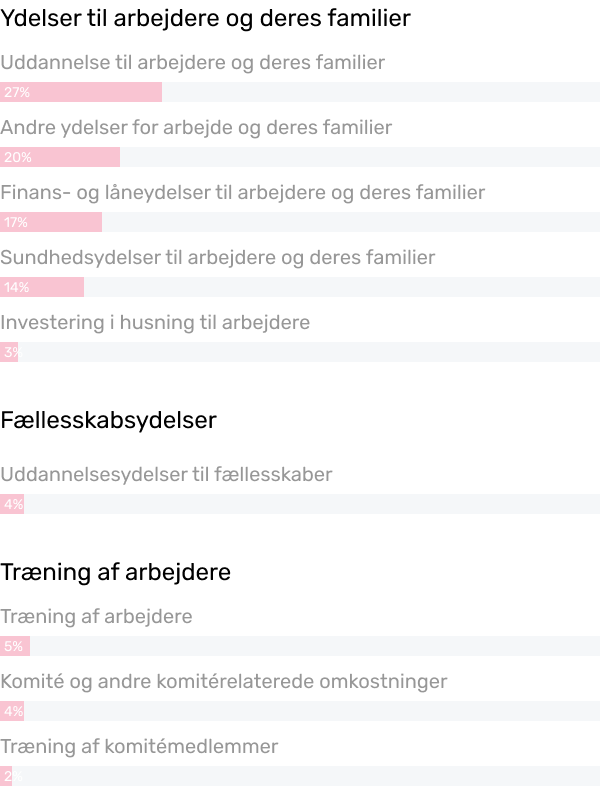 Ydelser til arbejdere og deres familier
Uddannelse til arbejdere og deres familier
27%
Andre ydelser for arbejde og deres familier
20%
Finans- og låneydelser til arbejdere og deres familier
17%
Sundhedsydelser til arbejdere og deres familier
14%
Investering i husning til arbejdere
3%
Fællesskabsydelser
Uddannelsesydelser til fællesskaber
4%
Træning af arbejdere
Træning af arbejdere
5%
Komité og andre komitérelaterede omkostninger
4%
Træning af komitémedlemmer
2%